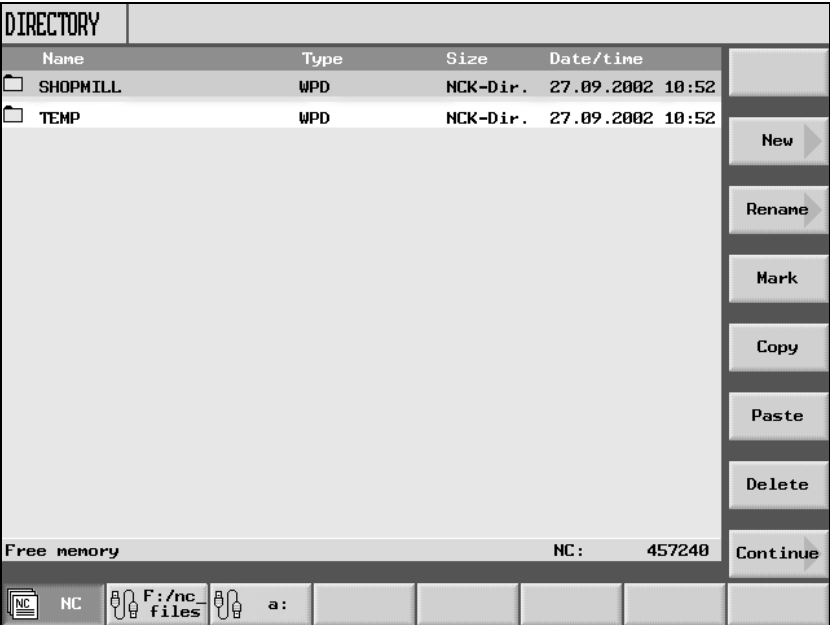 DIRECTORY
Name Type Size Date/time
SHOPMILL WPD NCK-Dir. 27.09.2002 10:52
TEMP WPD NCK-Dir. 27.09.2002 10:52
New
Rename
Mark
Copy
Paste
Delete
Continue
Free memory NC: 457240
NC NC
F:/nc_
files
a: